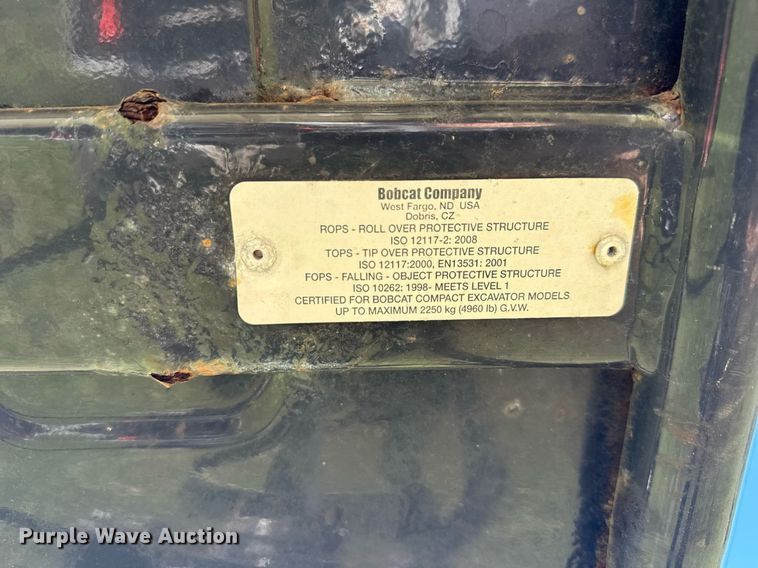 Bobcat Company
West Fargo, ND USA
Dobris, CZ
ROPS - ROLL OVER PROTECTIVE STRUCTURE
ISO 12117-2: 2008
TOPS - TIP OVER PROTECTIVE STRUCTURE
ISO 12117:2000, EN13531: 2001
FOPS - FALLING - OBJECT PROTECTIVE STRUCTURE
ISO 10262: 1998- MEETS LEVEL 1
CERTIFIED FOR BOBCAT COMPACT EXCAVATOR MODELS
UP TO MAXIMUM 2250 kg (4960 lb) G.V.W.
Purple Wave Auction